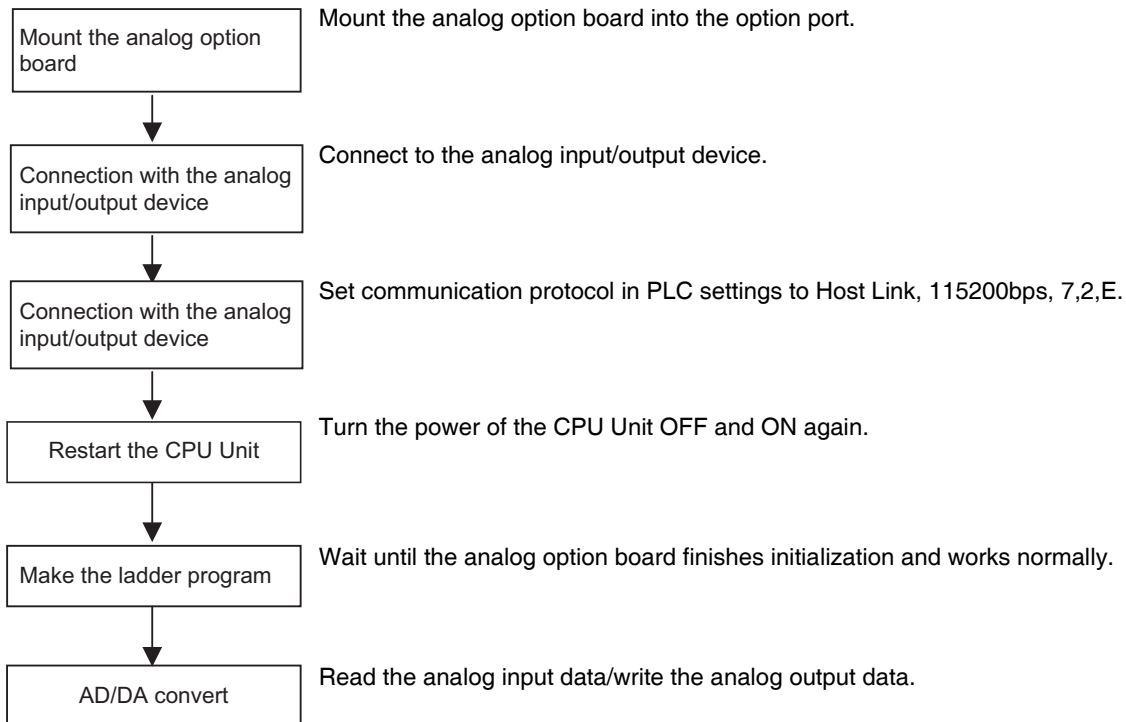 Mount the analog option
board
Mount the analog option board into the option port.
Connection with the analog
input/output device
Connect to the analog input/output device.
Connection with the analog
input/output device
Set communication protocol in PLC settings to Host Link, 115200bps, 7,2,E.
Restart the CPU Unit
Turn the power of the CPU Unit OFF and ON again.
Make the ladder program
Wait until the analog option board finishes initialization and works normally.
AD/DA convert
Read the analog input data/write the analog output data.